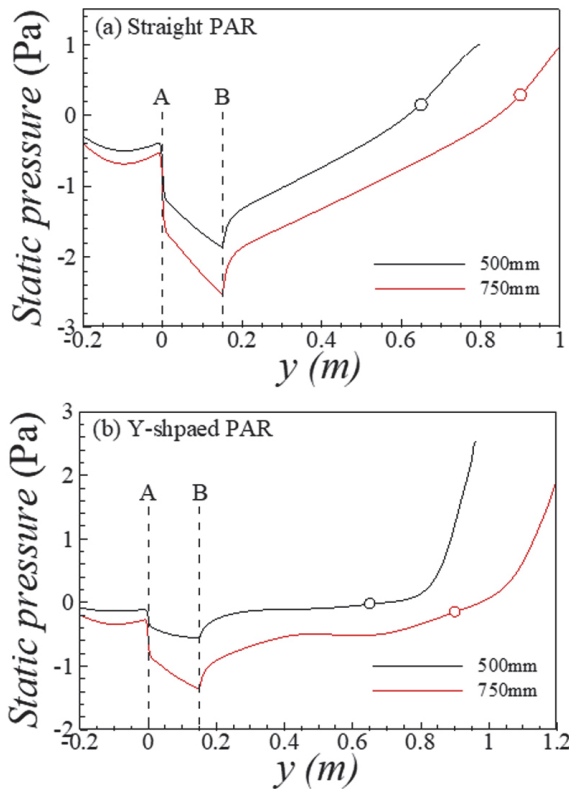 (a) Straight PAR
Static pressure (Pa)
1
0
-1
-2
-3
A B
500mm
750mm
-0.2 0 0.2 0.4 0.6 0.8 1
y (m)
(b) Y-shpaed PAR
Static pressure (Pa)
3
2
1
0
-1
-2
A B
500mm
750mm
-0.2 0 0.2 0.4 0.6 0.8 1 1.2
y (m)